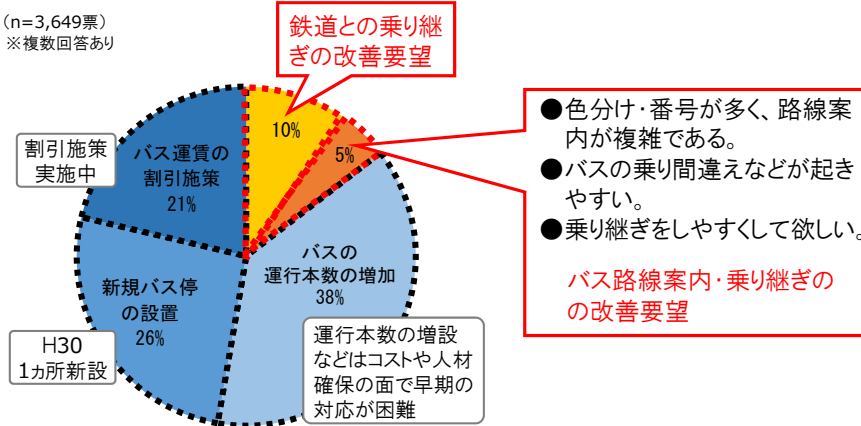 (n=3,649票)
※複数回答あり
鉄道との乗り継
ぎの改善要望
10%
5%
●色分け・番号が多く、路線案
内が複雑である。
●バスの乗り間違えなどが起き
やすい。
●乗り継ぎをしやすくして欲しい。
バス路線案内・乗り継ぎの
の改善要望
割引施策
実施中
バス運賃の
割引施策
21%
バスの
運行本数の増加
38%
新規バス停
の設置
26%
H30
1ヵ所新設
運行本数の増設
などはコストや人材
確保の面で早期の
対応が困難